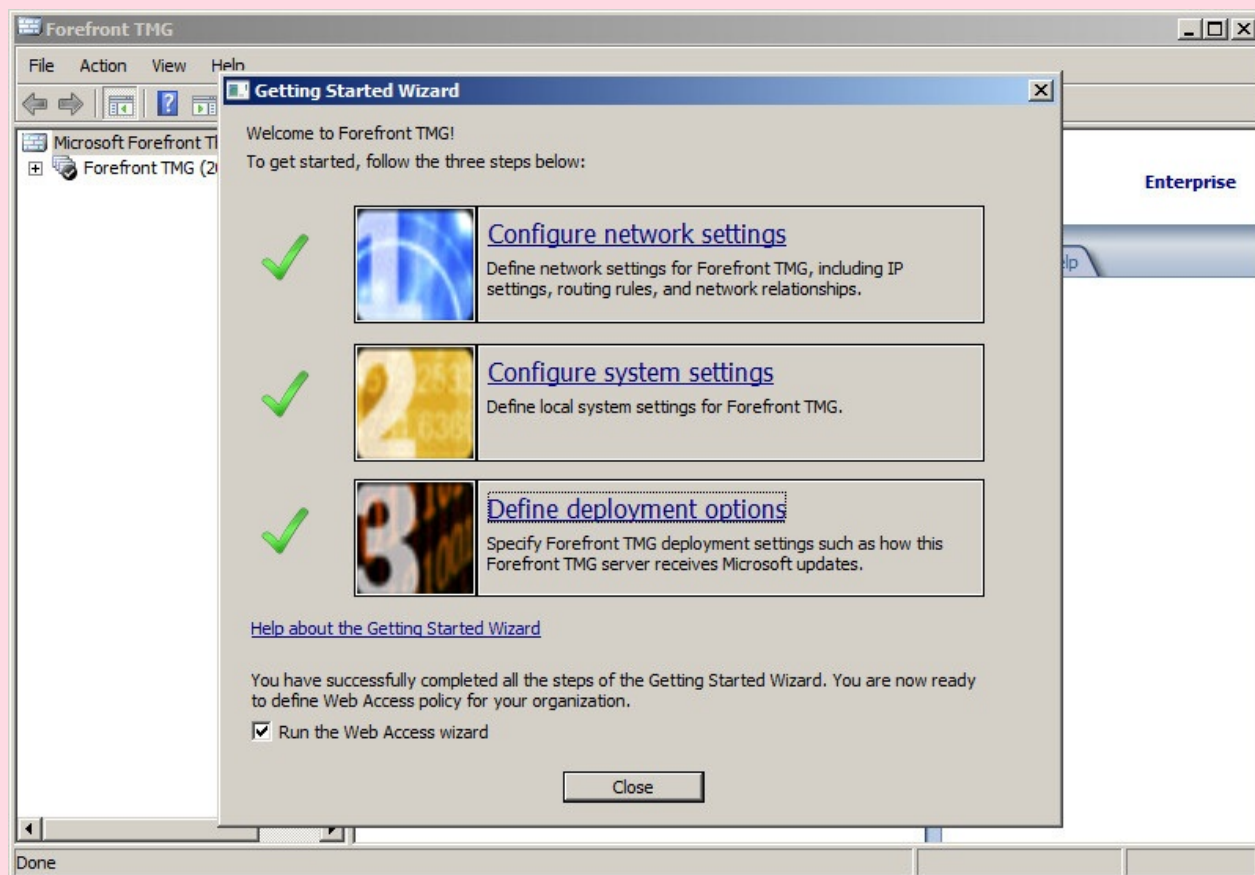 Forefront TMG
File Action View Help
Getting Started Wizard
Microsoft Forefront
Forefront TMG
Welcome to Forefront TMG!
To get started, follow the three steps below:
Enterprise
1
Configure network settings
Define network settings for Forefront TMG, including IP
settings, routing rules, and network relationships.
2
Configure system settings
Define local system settings for Forefront TMG.
3
Define deployment options
Specify Forefront TMG deployment settings such as how this
Forefront TMG server receives Microsoft updates.
Help about the Getting Started Wizard
You have successfully completed all the steps of the Getting Started Wizard. You are now ready
to define Web Access policy for your organization.
Run the Web Access wizard
Close
Done